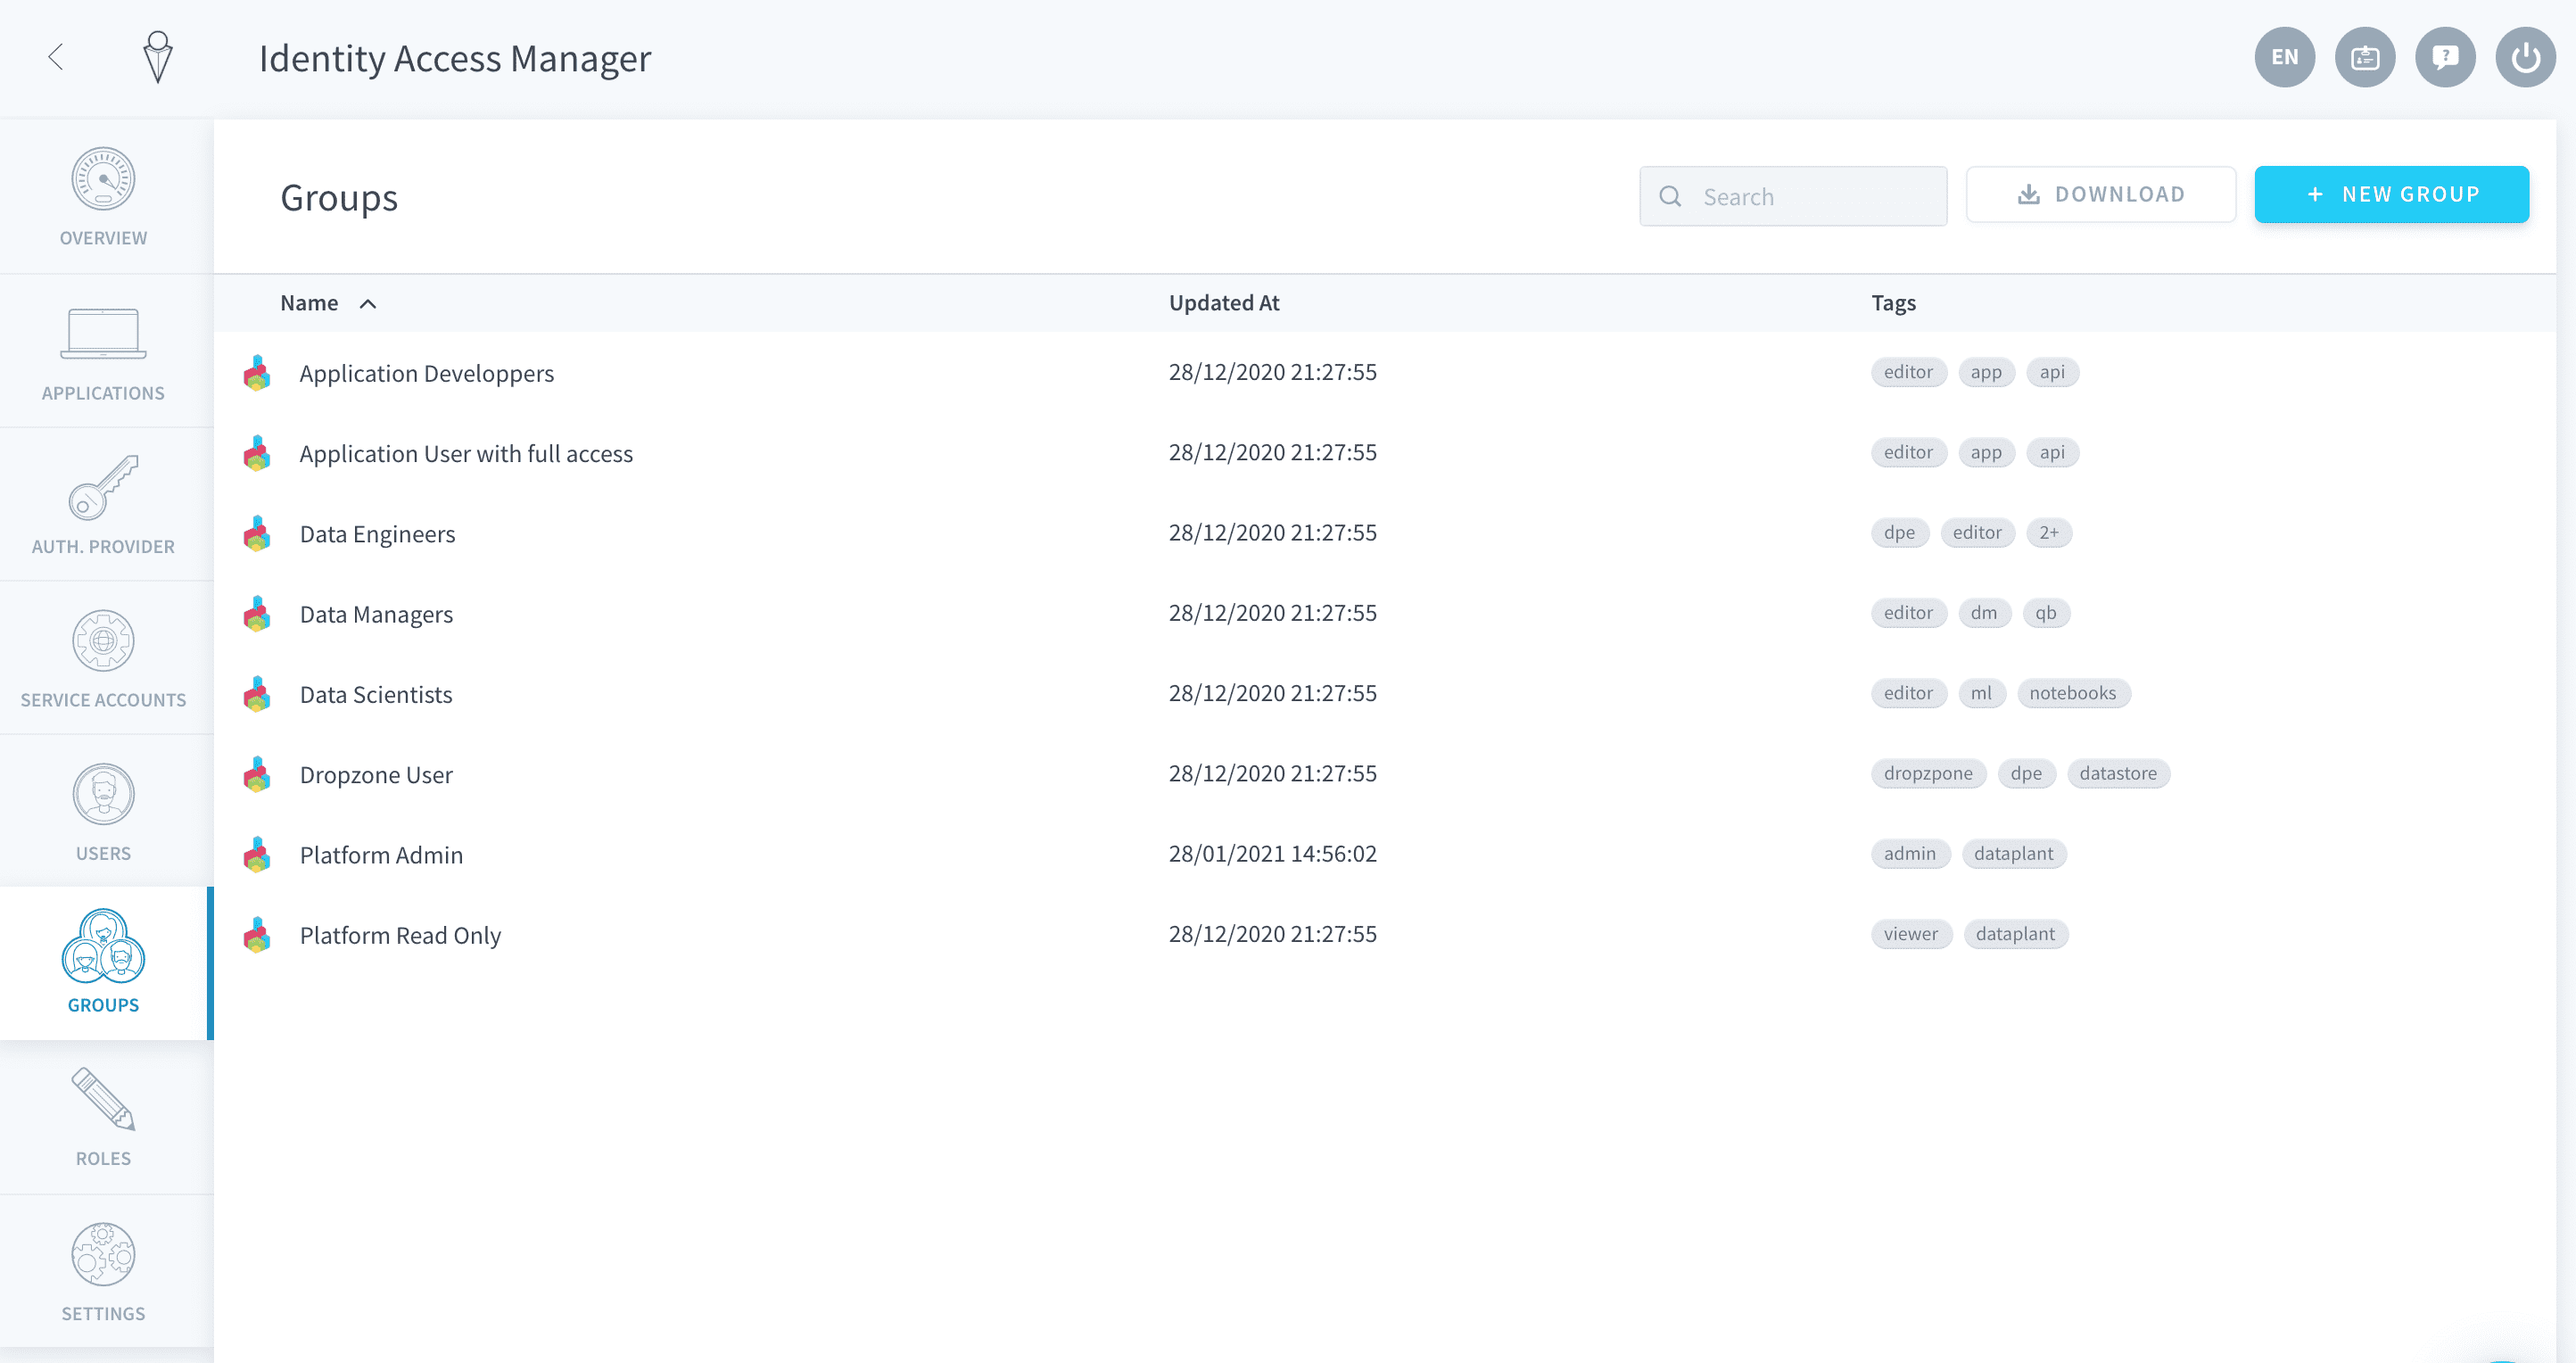 Identity Access Manager
EN
OVERVIEW
APPLICATIONS
AUTH. PROVIDER
SERVICE ACCOUNTS
USERS
GROUPS
ROLES
SETTINGS
Groups
Search
DOWNLOAD
+ NEW GROUP
Name Updated At Tags
Application Developpers 28/12/2020 21:27:55 editor app api
Application User with full access 28/12/2020 21:27:55 editor app api
Data Engineers 28/12/2020 21:27:55 dpe editor 2+
Data Managers 28/12/2020 21:27:55 editor dm qb
Data Scientists 28/12/2020 21:27:55 editor ml notebooks
Dropzone User 28/12/2020 21:27:55 dropzpone dpe datastore
Platform Admin 28/01/2021 14:56:02 admin dataplant
Platform Read Only 28/12/2020 21:27:55 viewer dataplant